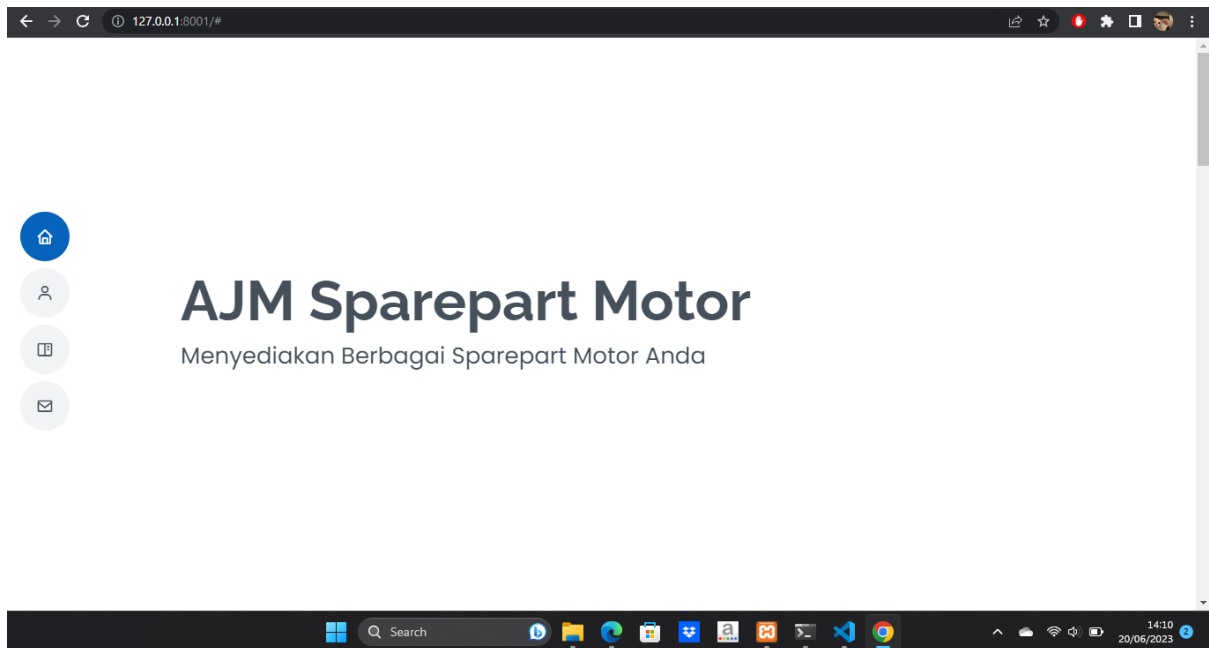 127.0.0.1:8001/#
AJM Sparepart Motor
Menyediakan Berbagai Sparepart Motor Anda
Search
a
14:10
20/06/2023
2